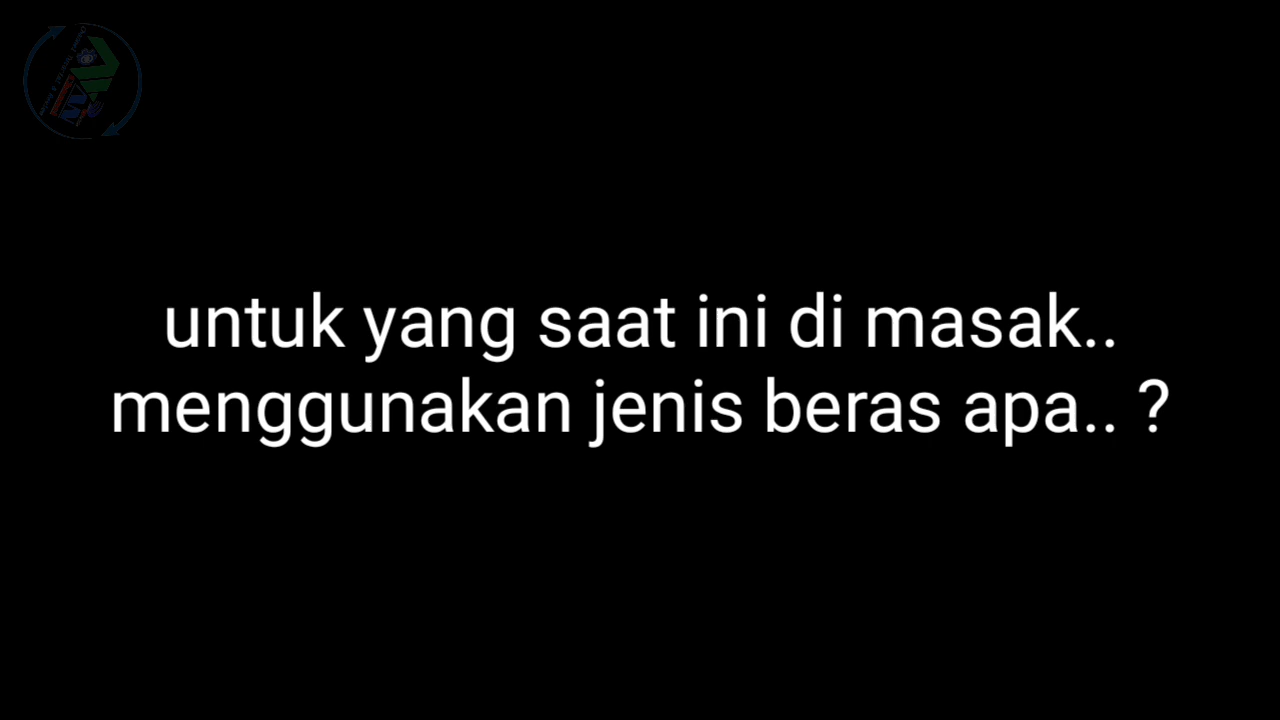 untuk yang saat ini di masak..
menggunakan jenis beras apa.. ?